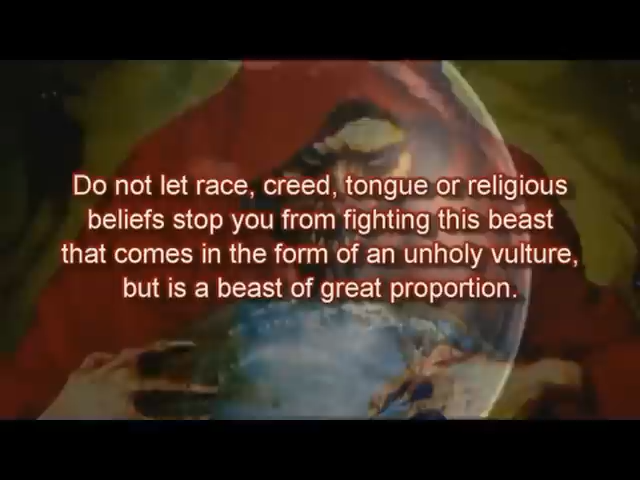 Do not let race, creed, tongue or religious
beliefs stop you from fighting this beast
that comes in the form of an unholy vulture,
but is a beast of great proportion.